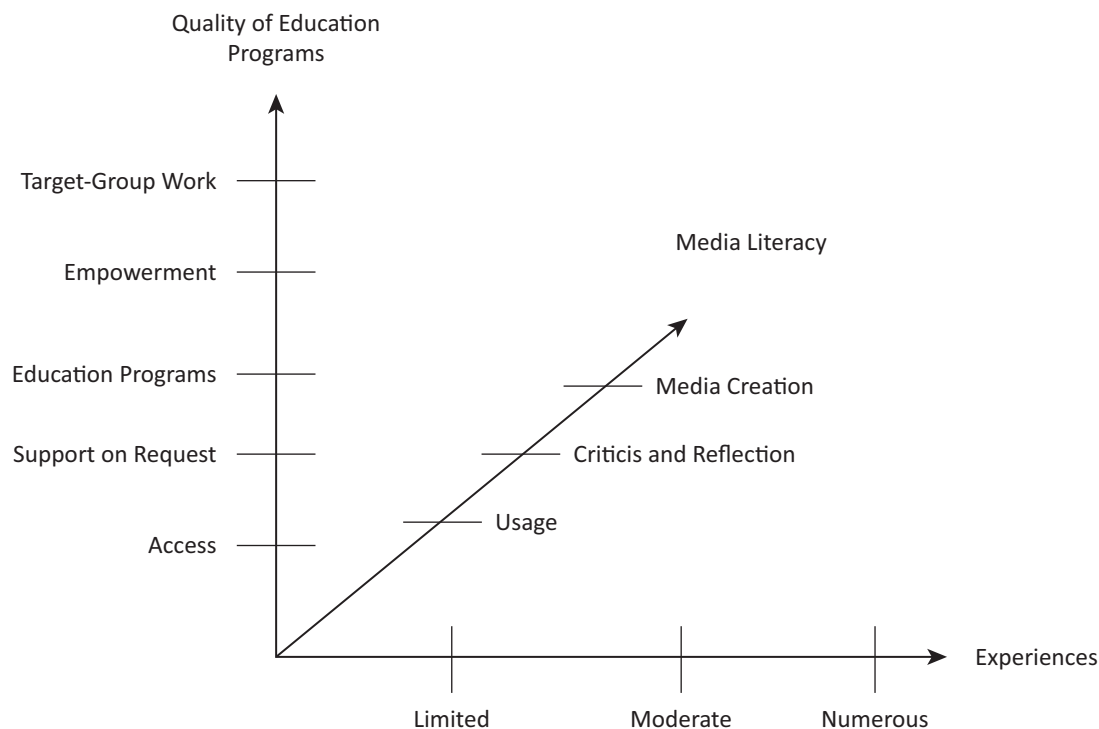 Quality of Education
Programs
Target-Group Work
Media Literacy
Empowerment
Education Programs
Media Creation
Support on Request
Criticis and Reflection
Usage
Access
Experiences
Limited
Moderate
Numerous